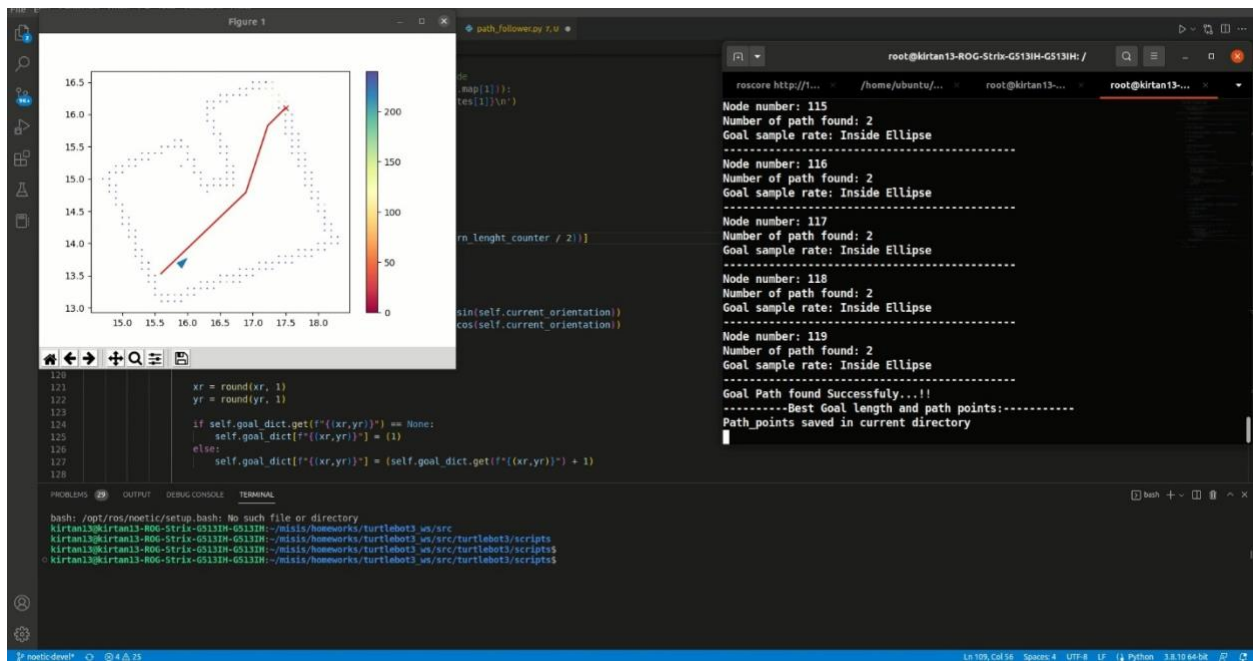 Figure 1
path_follower.py 7, U
16.5
16.0
15.5
15.0
14.5
14.0
13.5
13.0
15.0 15.5 16.0 16.5 17.0 17.5 18.0
200
150
100
50
0
.map[1])):
tes[1]}\n')
rn_lenght_counter / 2))]
sin(self.current_orientation))
cos(self.current_orientation))
120
121 xr = round(xr, 1)
122 yr = round(yr, 1)
123
124 if self.goal_dict.get(f"{(xr,yr)}") == None:
125 self.goal_dict[f"{(xr,yr)}"] = (1)
126 else:
127 self.goal_dict[f"{(xr,yr)}"] = (self.goal_dict.get(f"{(xr,yr)}") + 1)
128
root@kirtan13-ROG-Strix-G513IH-G513IH: /
roscore http://1... /home/ubuntu/... root@kirtan13-... root@kirtan13-...
Node number: 115
Number of path found: 2
Goal sample rate: Inside Ellipse
---------------------------------------------
Node number: 116
Number of path found: 2
Goal sample rate: Inside Ellipse
---------------------------------------------
Node number: 117
Number of path found: 2
Goal sample rate: Inside Ellipse
---------------------------------------------
Node number: 118
Number of path found: 2
Goal sample rate: Inside Ellipse
---------------------------------------------
Node number: 119
Number of path found: 2
Goal sample rate: Inside Ellipse
---------------------------------------------
Goal Path found Successfuly...!!
----------Best Goal length and path points:-----------
Path_points saved in current directory
PROBLEMS 29 OUTPUT DEBUG CONSOLE TERMINAL
bash
bash: /opt/ros/noetic/setup.bash: No such file or directory
kirtan13@kirtan13-ROG-Strix-G513IH-G513IH:~/misis/homeworks/turtlebot3_ws/src
kirtan13@kirtan13-ROG-Strix-G513IH-G513IH:~/misis/homeworks/turtlebot3_ws/src/turtlebot3/scripts
kirtan13@kirtan13-ROG-Strix-G513IH-G513IH:~/misis/homeworks/turtlebot3_ws/src/turtlebot3/scripts$
kirtan13@kirtan13-ROG-Strix-G513IH-G513IH:~/misis/homeworks/turtlebot3_ws/src/turtlebot3/scripts$
noetic-devel* 4 25
Ln 109, Col 56 Spaces: 4 UTF-8 LF Python 3.8.10 64-bit